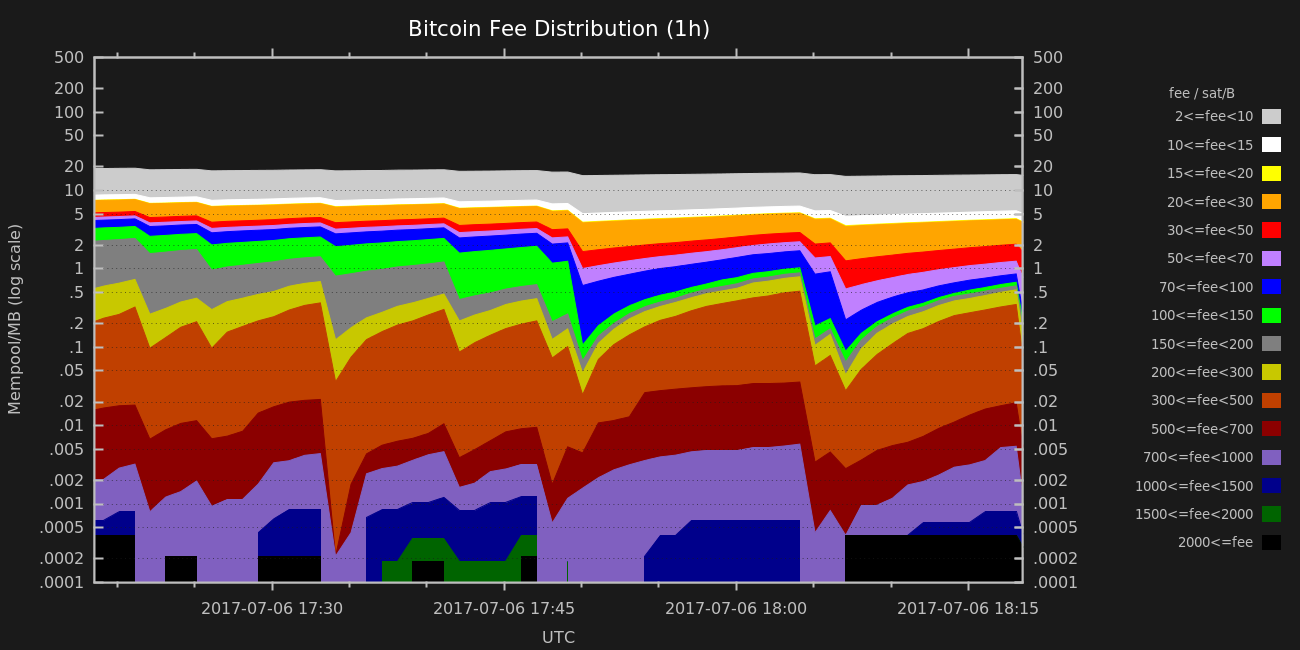 Bitcoin Fee Distribution (1h)
500 500
200 200
100 100
50 50
20 20
10 10
5 5
2 2
1 1
.5 .5
.2 .2
.1 .1
.05 .05
.02 .02
.01 .01
.005 .005
.002 .002
.001 .001
.0005 .0005
.0002 .0002
.0001 .0001
Mempool/MB (log scale)
2017-07-06 17:30 2017-07-06 17:45 2017-07-06 18:00 2017-07-06 18:15
UTC
fee / sat/B
2<=fee<10
10<=fee<15
15<=fee<20
20<=fee<30
30<=fee<50
50<=fee<70
70<=fee<100
100<=fee<150
150<=fee<200
200<=fee<300
300<=fee<500
500<=fee<700
700<=fee<1000
1000<=fee<1500
1500<=fee<2000
2000<=fee